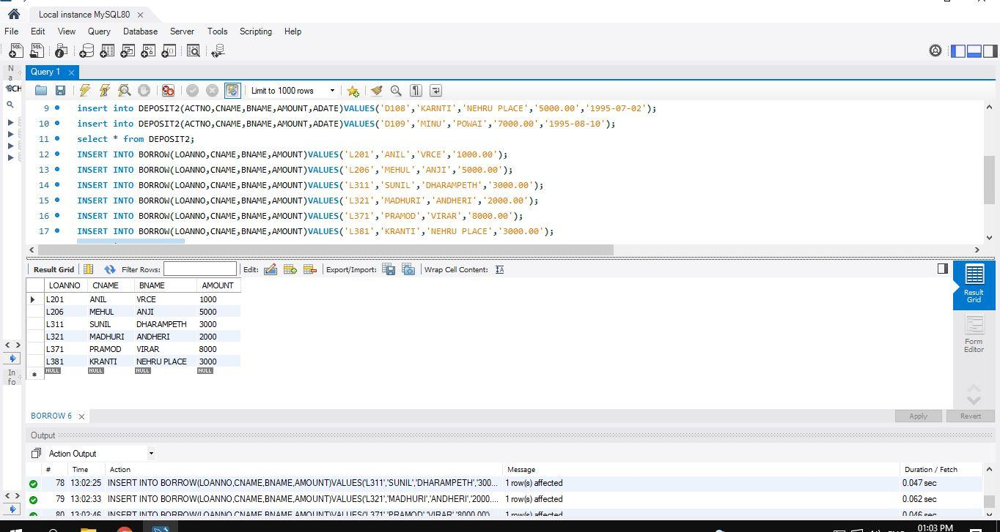 Local instance MySQL80
File Edit View Query Database Server Tools Scripting Help
N
a
Query 1
Limit to 1000 rows
9 insert into DEPOSIT2(ACTNO,CNAME,BNAME,AMOUNT,ADATE)VALUES('D108','KARNTI','NEHRU PLACE','5000.00','1995-07-02');
10 insert into DEPOSIT2(ACTNO,CNAME,BNAME,AMOUNT,ADATE)VALUES('D109','MINU','POWAI','7000.00','1995-08-10');
11 select * from DEPOSIT2;
12 INSERT INTO BORROW(LOANNO,CNAME,BNAME,AMOUNT)VALUES('L201','ANIL','VRCE','1000.00');
13 INSERT INTO BORROW(LOANNO,CNAME,BNAME,AMOUNT)VALUES('L206','MEHUL','ANJI','5000.00');
14 INSERT INTO BORROW(LOANNO,CNAME,BNAME,AMOUNT)VALUES('L311','SUNIL','DHARAMPETH','3000.00');
15 INSERT INTO BORROW(LOANNO,CNAME,BNAME,AMOUNT)VALUES('L321','MADHURI','ANDHERI','2000.00');
16 INSERT INTO BORROW(LOANNO,CNAME,BNAME,AMOUNT)VALUES('L371','PRAMOD','VIRAR','8000.00');
17 INSERT INTO BORROW(LOANNO,CNAME,BNAME,AMOUNT)VALUES('L381','KRANTI','NEHRU PLACE','3000.00');
Result Grid Filter Rows: Edit: Export/Import: Wrap Cell Content:
LOANNO CNAME BNAME AMOUNT
L201 ANIL VRCE 1000
L206 MEHUL ANJI 5000
L311 SUNIL DHARAMPETH 3000
L321 MADHURI ANDHERI 2000
L371 PRAMOD VIRAR 8000
L381 KRANTI NEHRU PLACE 3000
NULL NULL NULL NULL
Result
Grid
Form
Editor
In
fo
BORROW 6
Apply Revert
Output
Action Output
# Time Action Message Duration / Fetch
78 13:02:25 INSERT INTO BORROW(LOANNO,CNAME,BNAME,AMOUNT)VALUES('L311','SUNIL','DHARAMPETH','300... 1 row(s) affected 0.047 sec
79 13:02:33 INSERT INTO BORROW(LOANNO,CNAME,BNAME,AMOUNT)VALUES('L321','MADHURI','ANDHERI','2000.... 1 row(s) affected 0.062 sec
80 13:02:46 INSERT INTO BORROW(LOANNO,CNAME,BNAME,AMOUNT)VALUES('L371','PRAMOD','VIRAR','8000.00') 1 row(s) affected 0.046 sec
01:03 PM